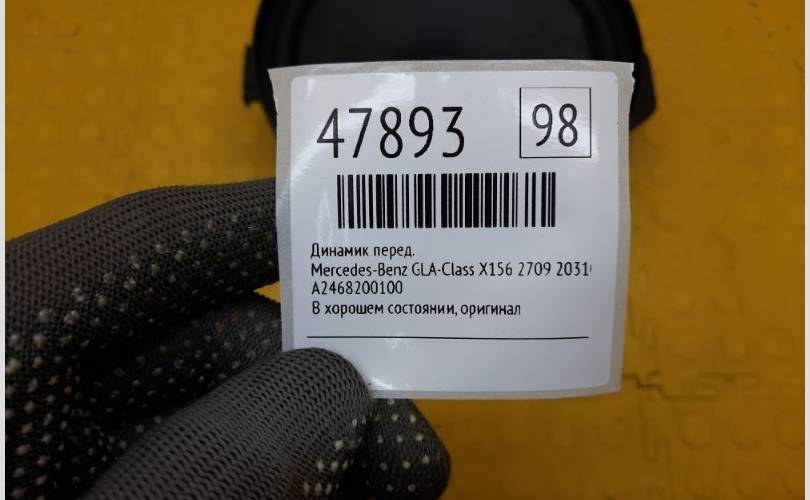 47893 98
Динамик перед.
Mercedes-Benz GLA-Class X156 2709 2031
A2468200100
В хорошем состоянии, оригинал